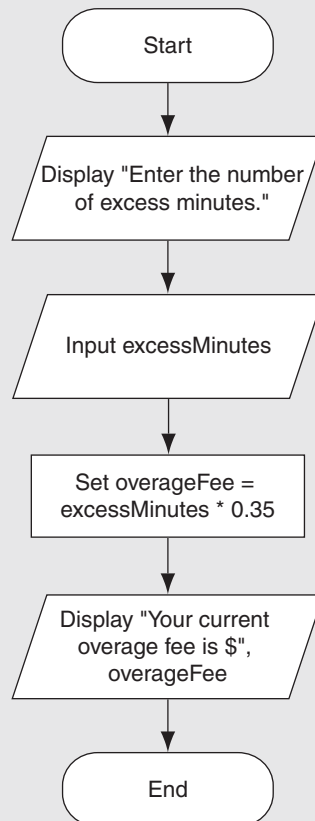 Start
Display "Enter the number
of excess minutes."
Input excessMinutes
Set overageFee =
excessMinutes * 0.35
Display "Your current
overage fee is $",
overageFee
End